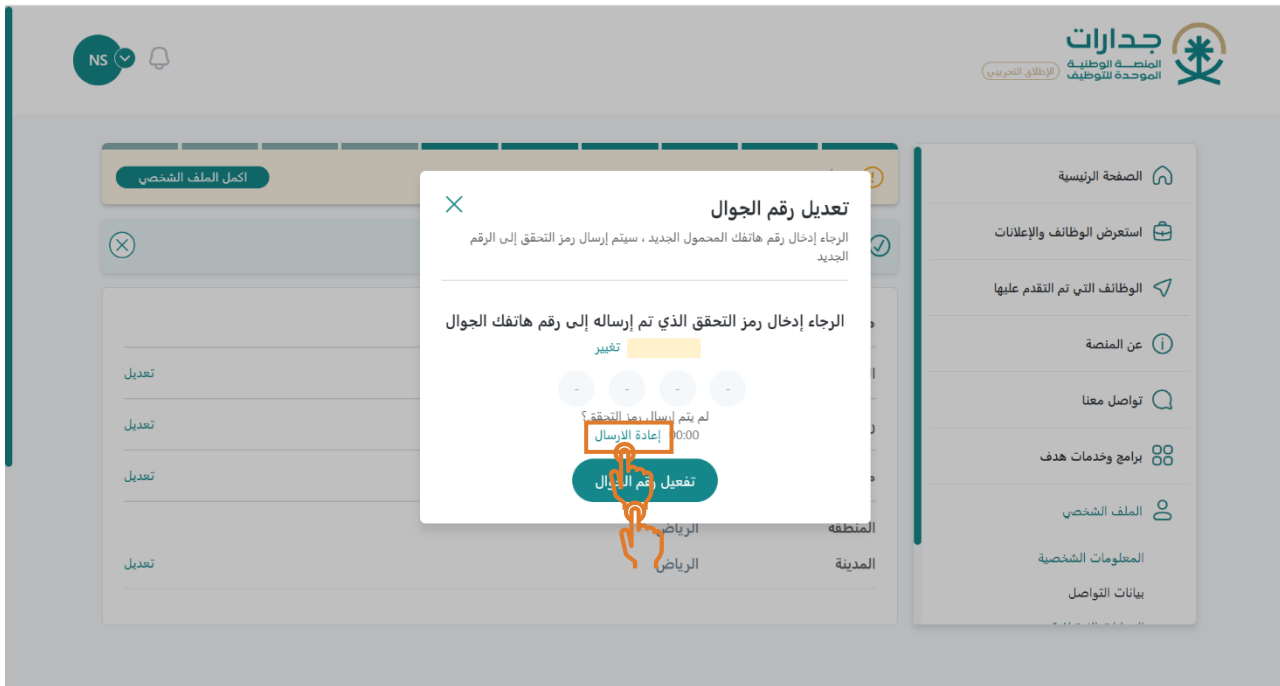 جدارات
المنصة الوطنية
الموحدة للتوظيف
الإطلاق التجريبي
NS
الصفحة الرئيسية
استعرض الوظائف والإعلانات
الوظائف التي تم التقدم عليها
عن المنصة
تواصل معنا
برامج وخدمات هدف
الملف الشخصي
المعلومات الشخصية
بيانات التواصل
اكمل الملف الشخصي
تعديل رقم الجوال
الرجاء إدخال رقم هاتفك المحمول الجديد ، سيتم إرسال رمز التحقق إلى الرقم
الجديد
الرجاء إدخال رمز التحقق الذي تم إرساله إلى رقم هاتفك الجوال
تغيير
- - - -
لم يتم إرسال رمز التحقق؟
00:00 إعادة الارسال
تفعيل رقم الجوال
تعديل
تعديل
تعديل
المنطقة الرياض
المدينة الرياض تعديل